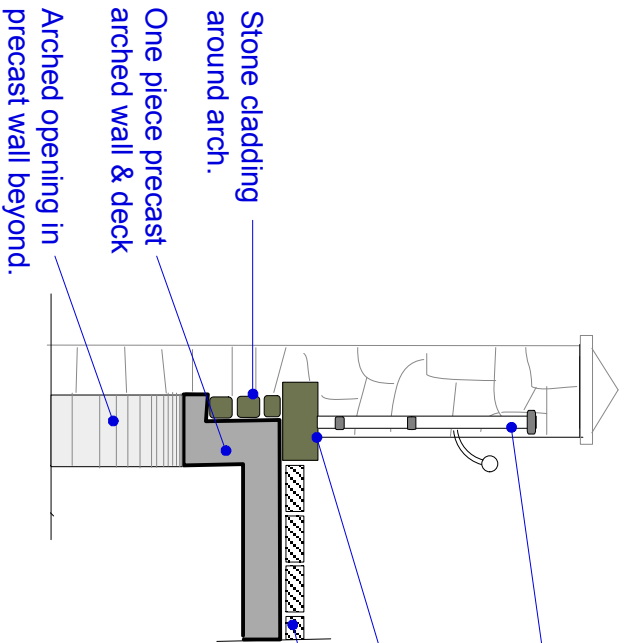 Stone cladding
around arch.
One piece precast
arched wall & deck
Arched opening in
precast wall beyond.